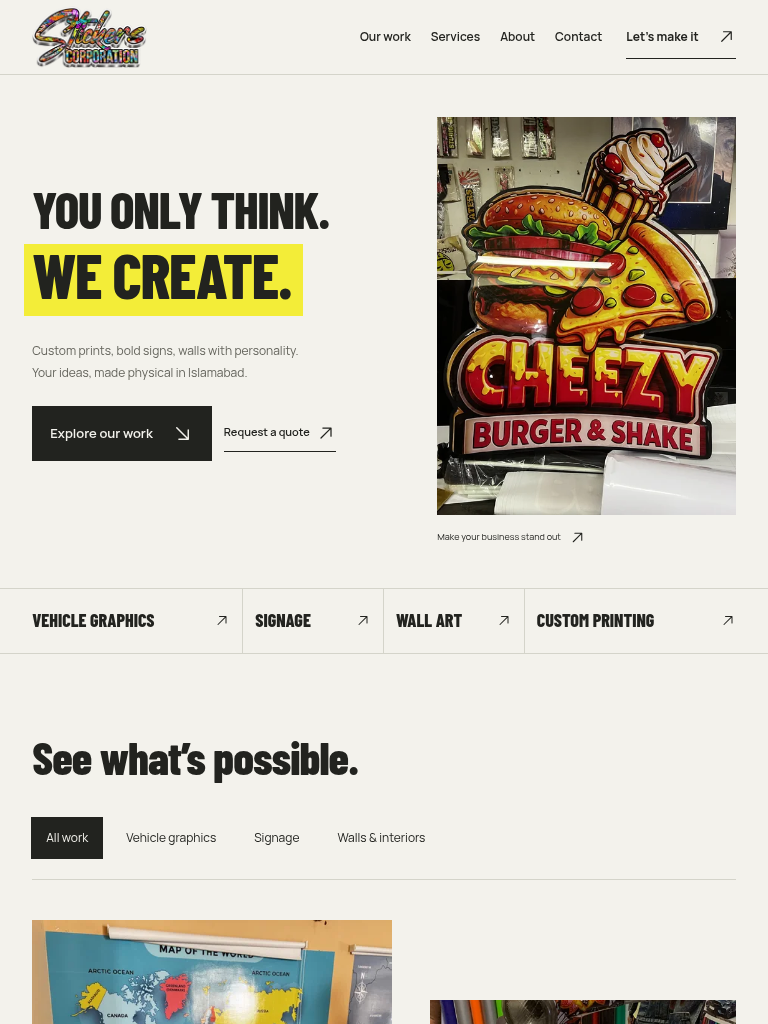 Stickers
CORPORATION
Our work
Services
About
Contact
Let's make it
YOU ONLY THINK.
WE CREATE.
Custom prints, bold signs, walls with personality.
Your ideas, made physical in Islamabad.
Explore our work
Request a quote
CHEEZY
BURGER & SHAKE
Make your business stand out
VEHICLE GRAPHICS
SIGNAGE
WALL ART
CUSTOM PRINTING
See what's possible.
All work
Vehicle graphics
Signage
Walls & interiors
MAP OF THE WORLD
ARCTIC OCEAN
ARCTIC OCEAN
CANADA